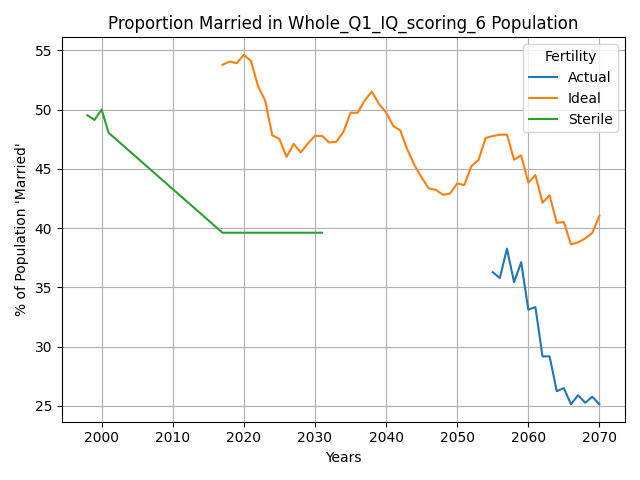 Proportion Married in Whole_Q1_IQ_scoring_6 Population
% of Population 'Married'
55
50
45
40
35
30
25
Fertility
Actual
Ideal
Sterile
2000 2010 2020 2030 2040 2050 2060 2070
Years